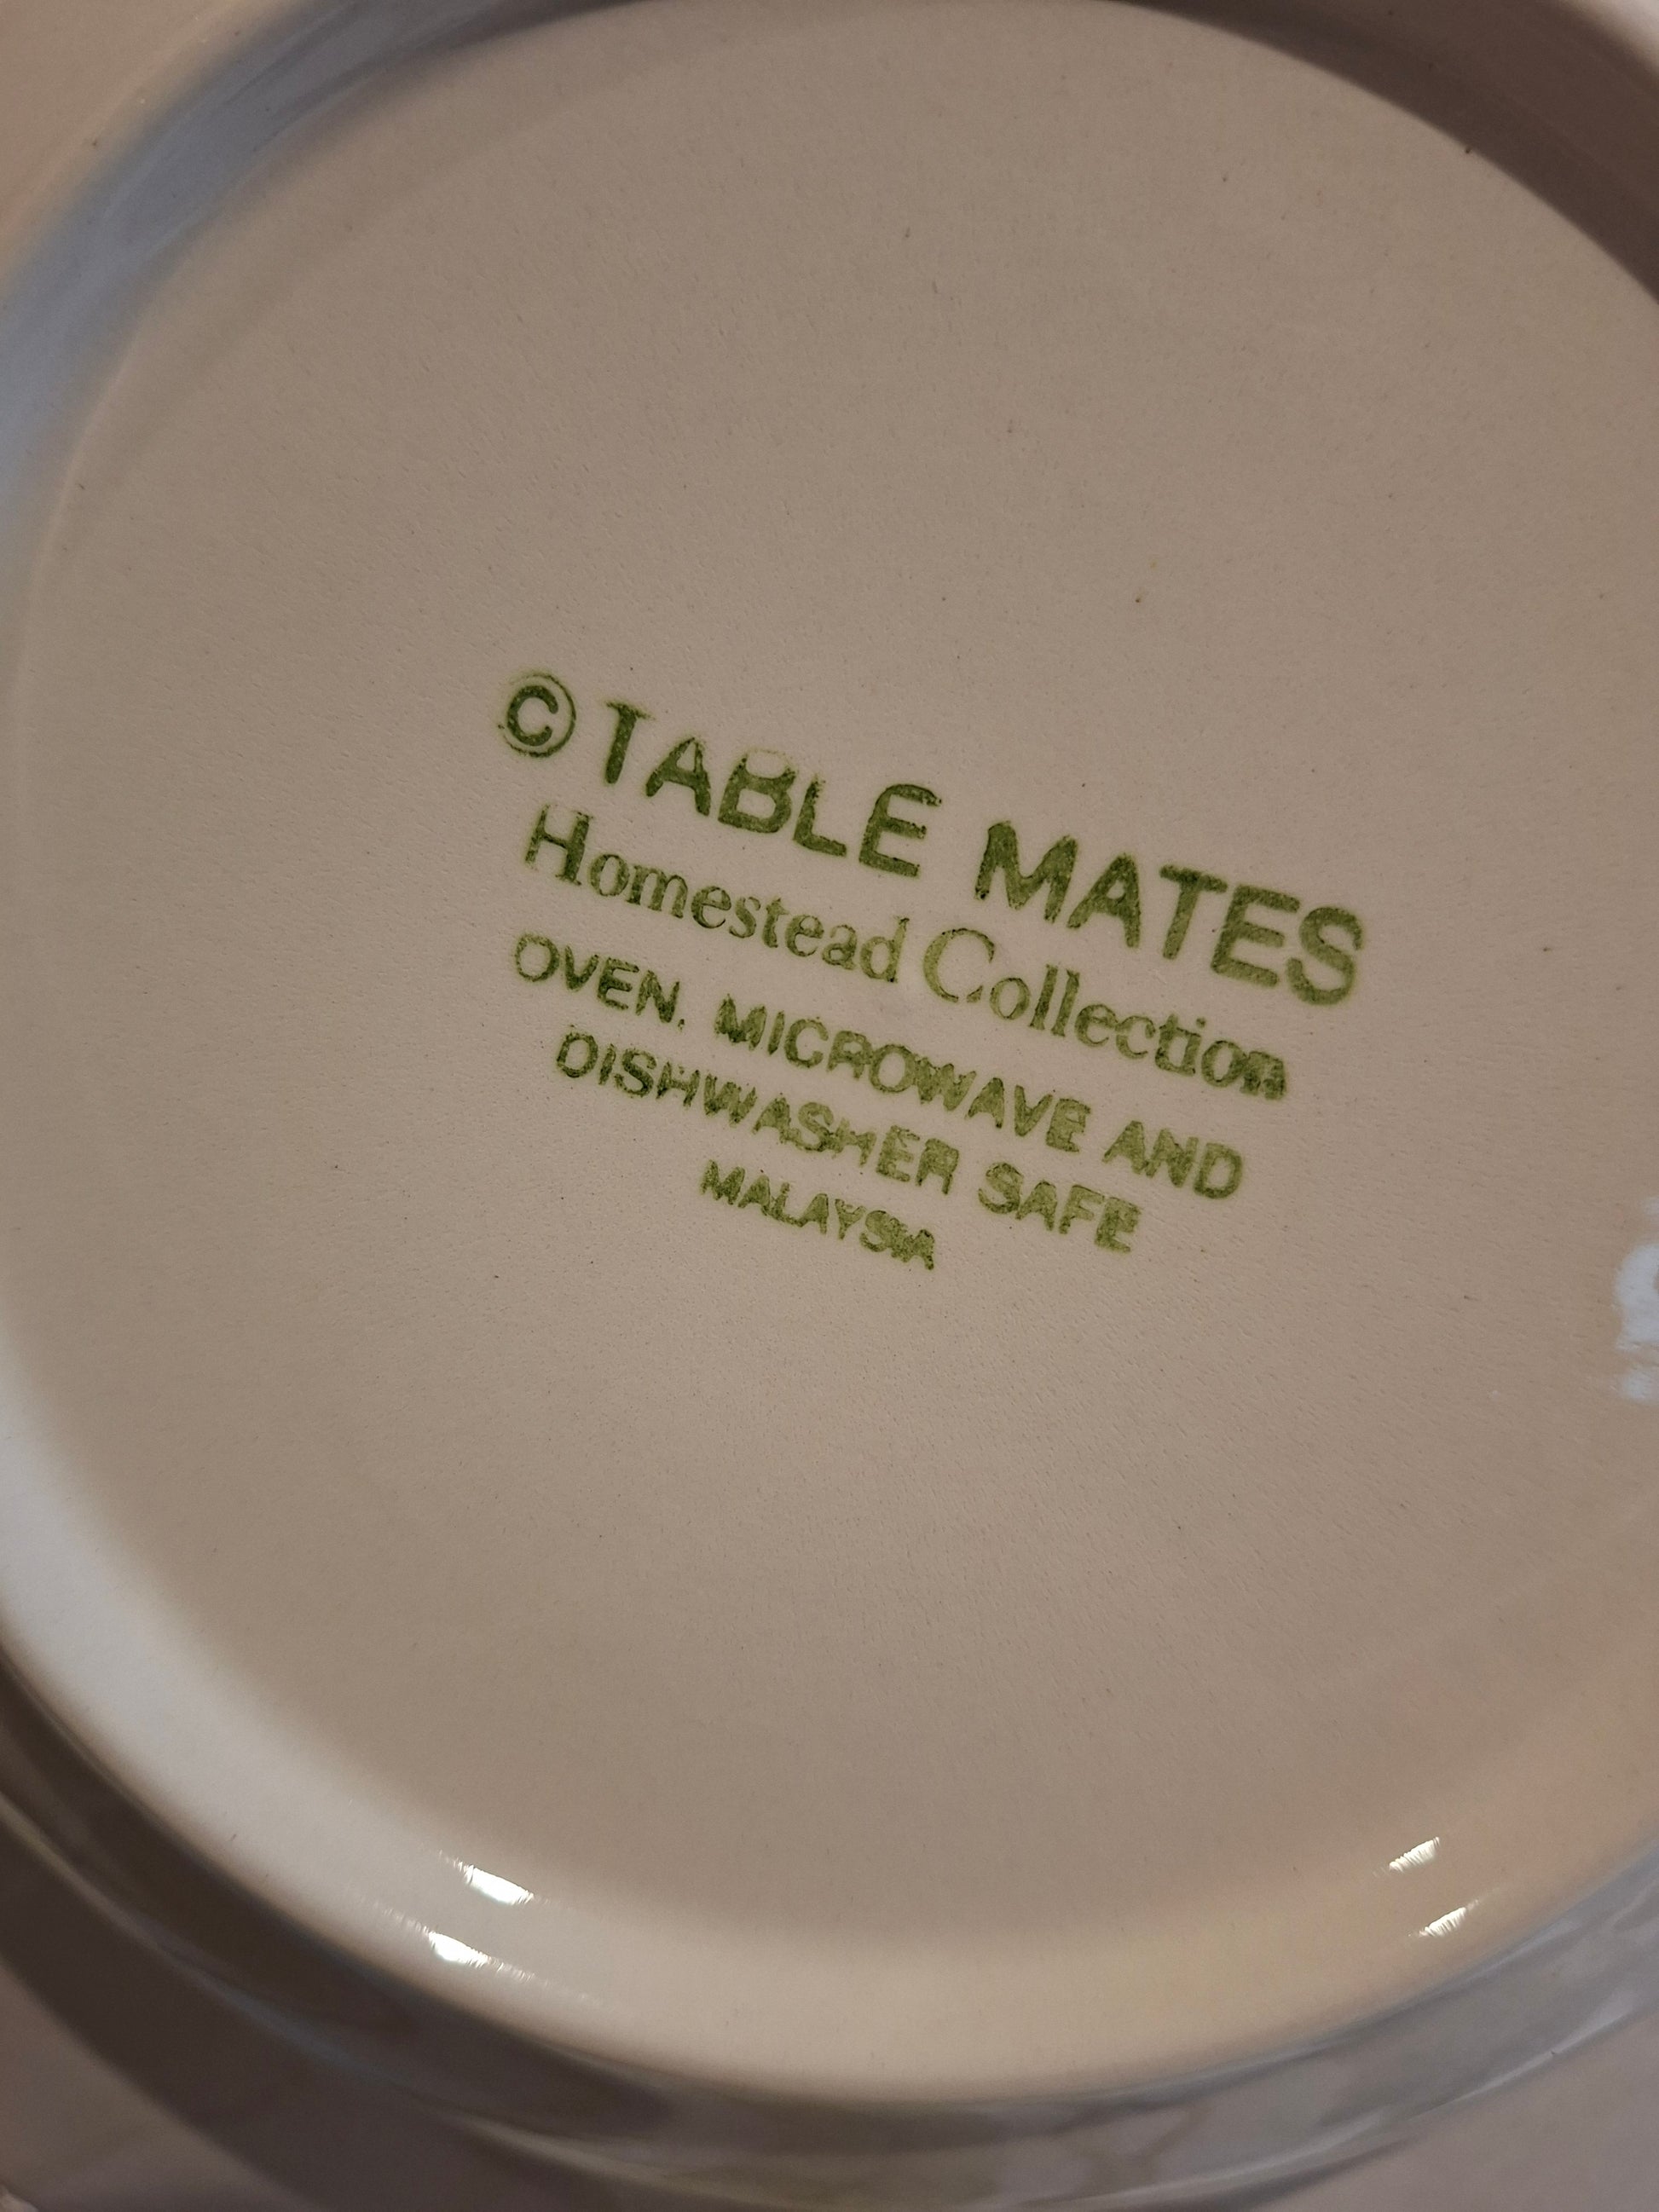 © TABLE MATES
Homestead Collection
OVEN, MICROWAVE AND
DISHWASHER SAFE
MALAYSIA